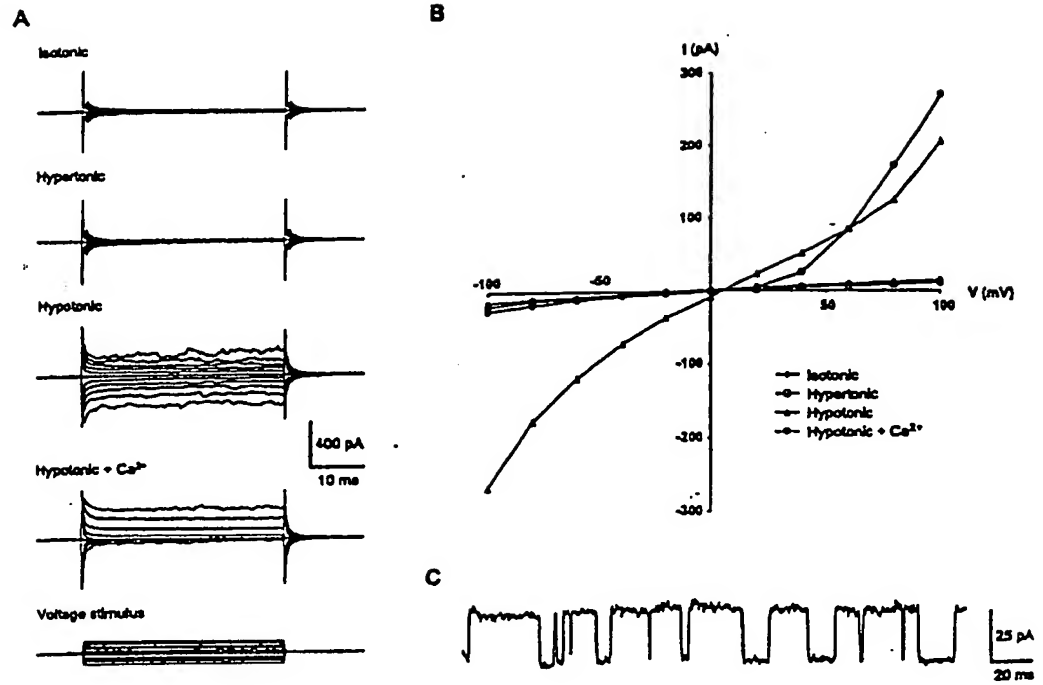 A
Isotonic
Hypertonic
Hypotonic
400 pA
10 ms
Hypotonic + Ca²⁺
Voltage stimulus
B
I (pA)
300
200
100
-100
-50
50
100
V (mV)
-100
-200
-300
Isotonic
Hypertonic
Hypotonic
Hypotonic + Ca²⁺
C
25 pA
20 ms